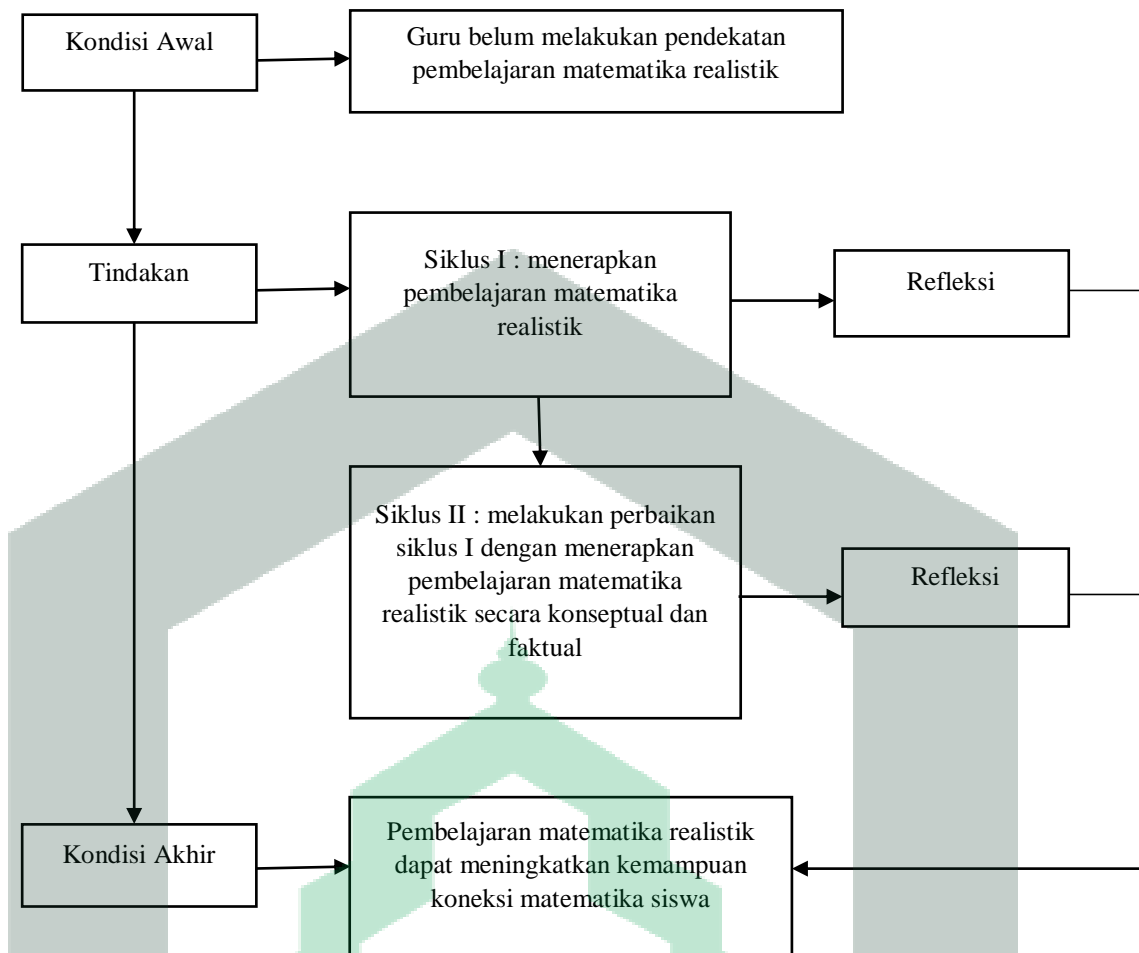 Kondisi Awal
Guru belum melakukan pendekatan
pembelajaran matematika realistik
Tindakan
Siklus I : menerapkan
pembelajaran matematika
realistik
Refleksi
Siklus II : melakukan perbaikan
siklus I dengan menerapkan
pembelajaran matematika
realistik secara konseptual dan
faktual
Refleksi
Kondisi Akhir
Pembelajaran matematika realistik
dapat meningkatkan kemampuan
koneksi matematika siswa